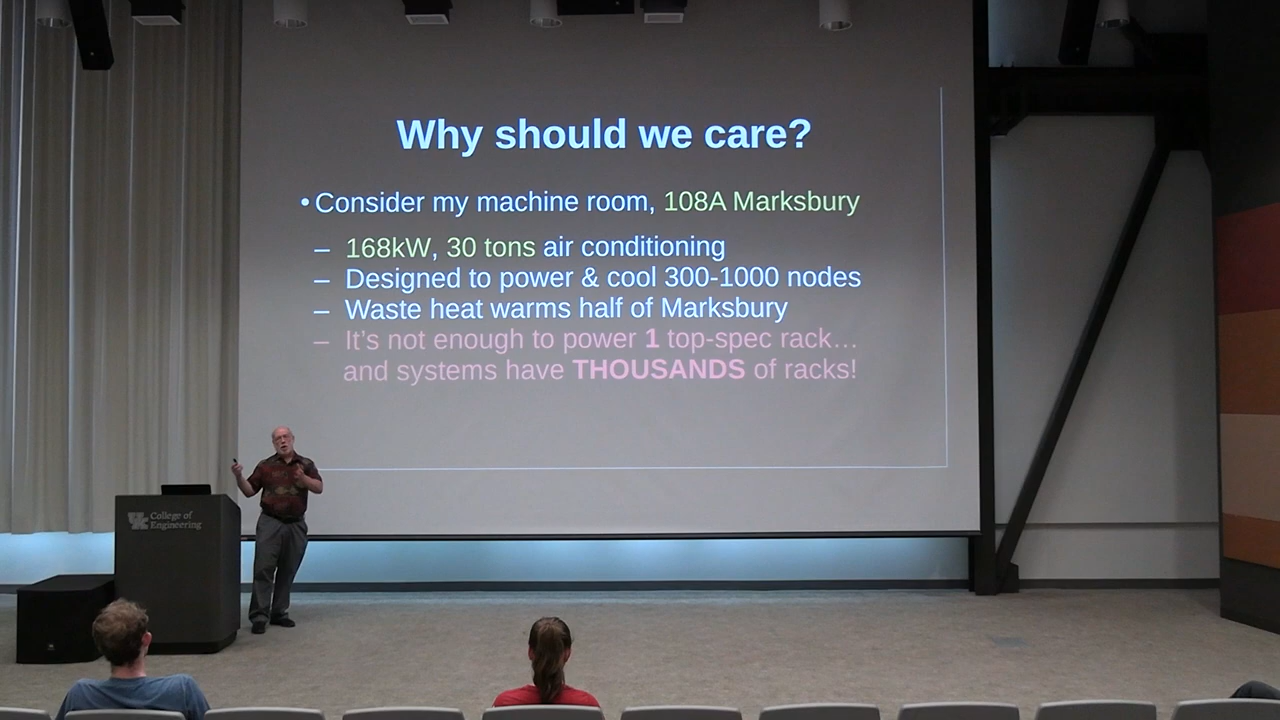 Why should we care?
• Consider my machine room, 108A Marksbury
– 168kW, 30 tons air conditioning
– Designed to power & cool 300-1000 nodes
– Waste heat warms half of Marksbury
– It’s not enough to power 1 top-spec rack…
and systems have THOUSANDS of racks!
UK College of
Engineering